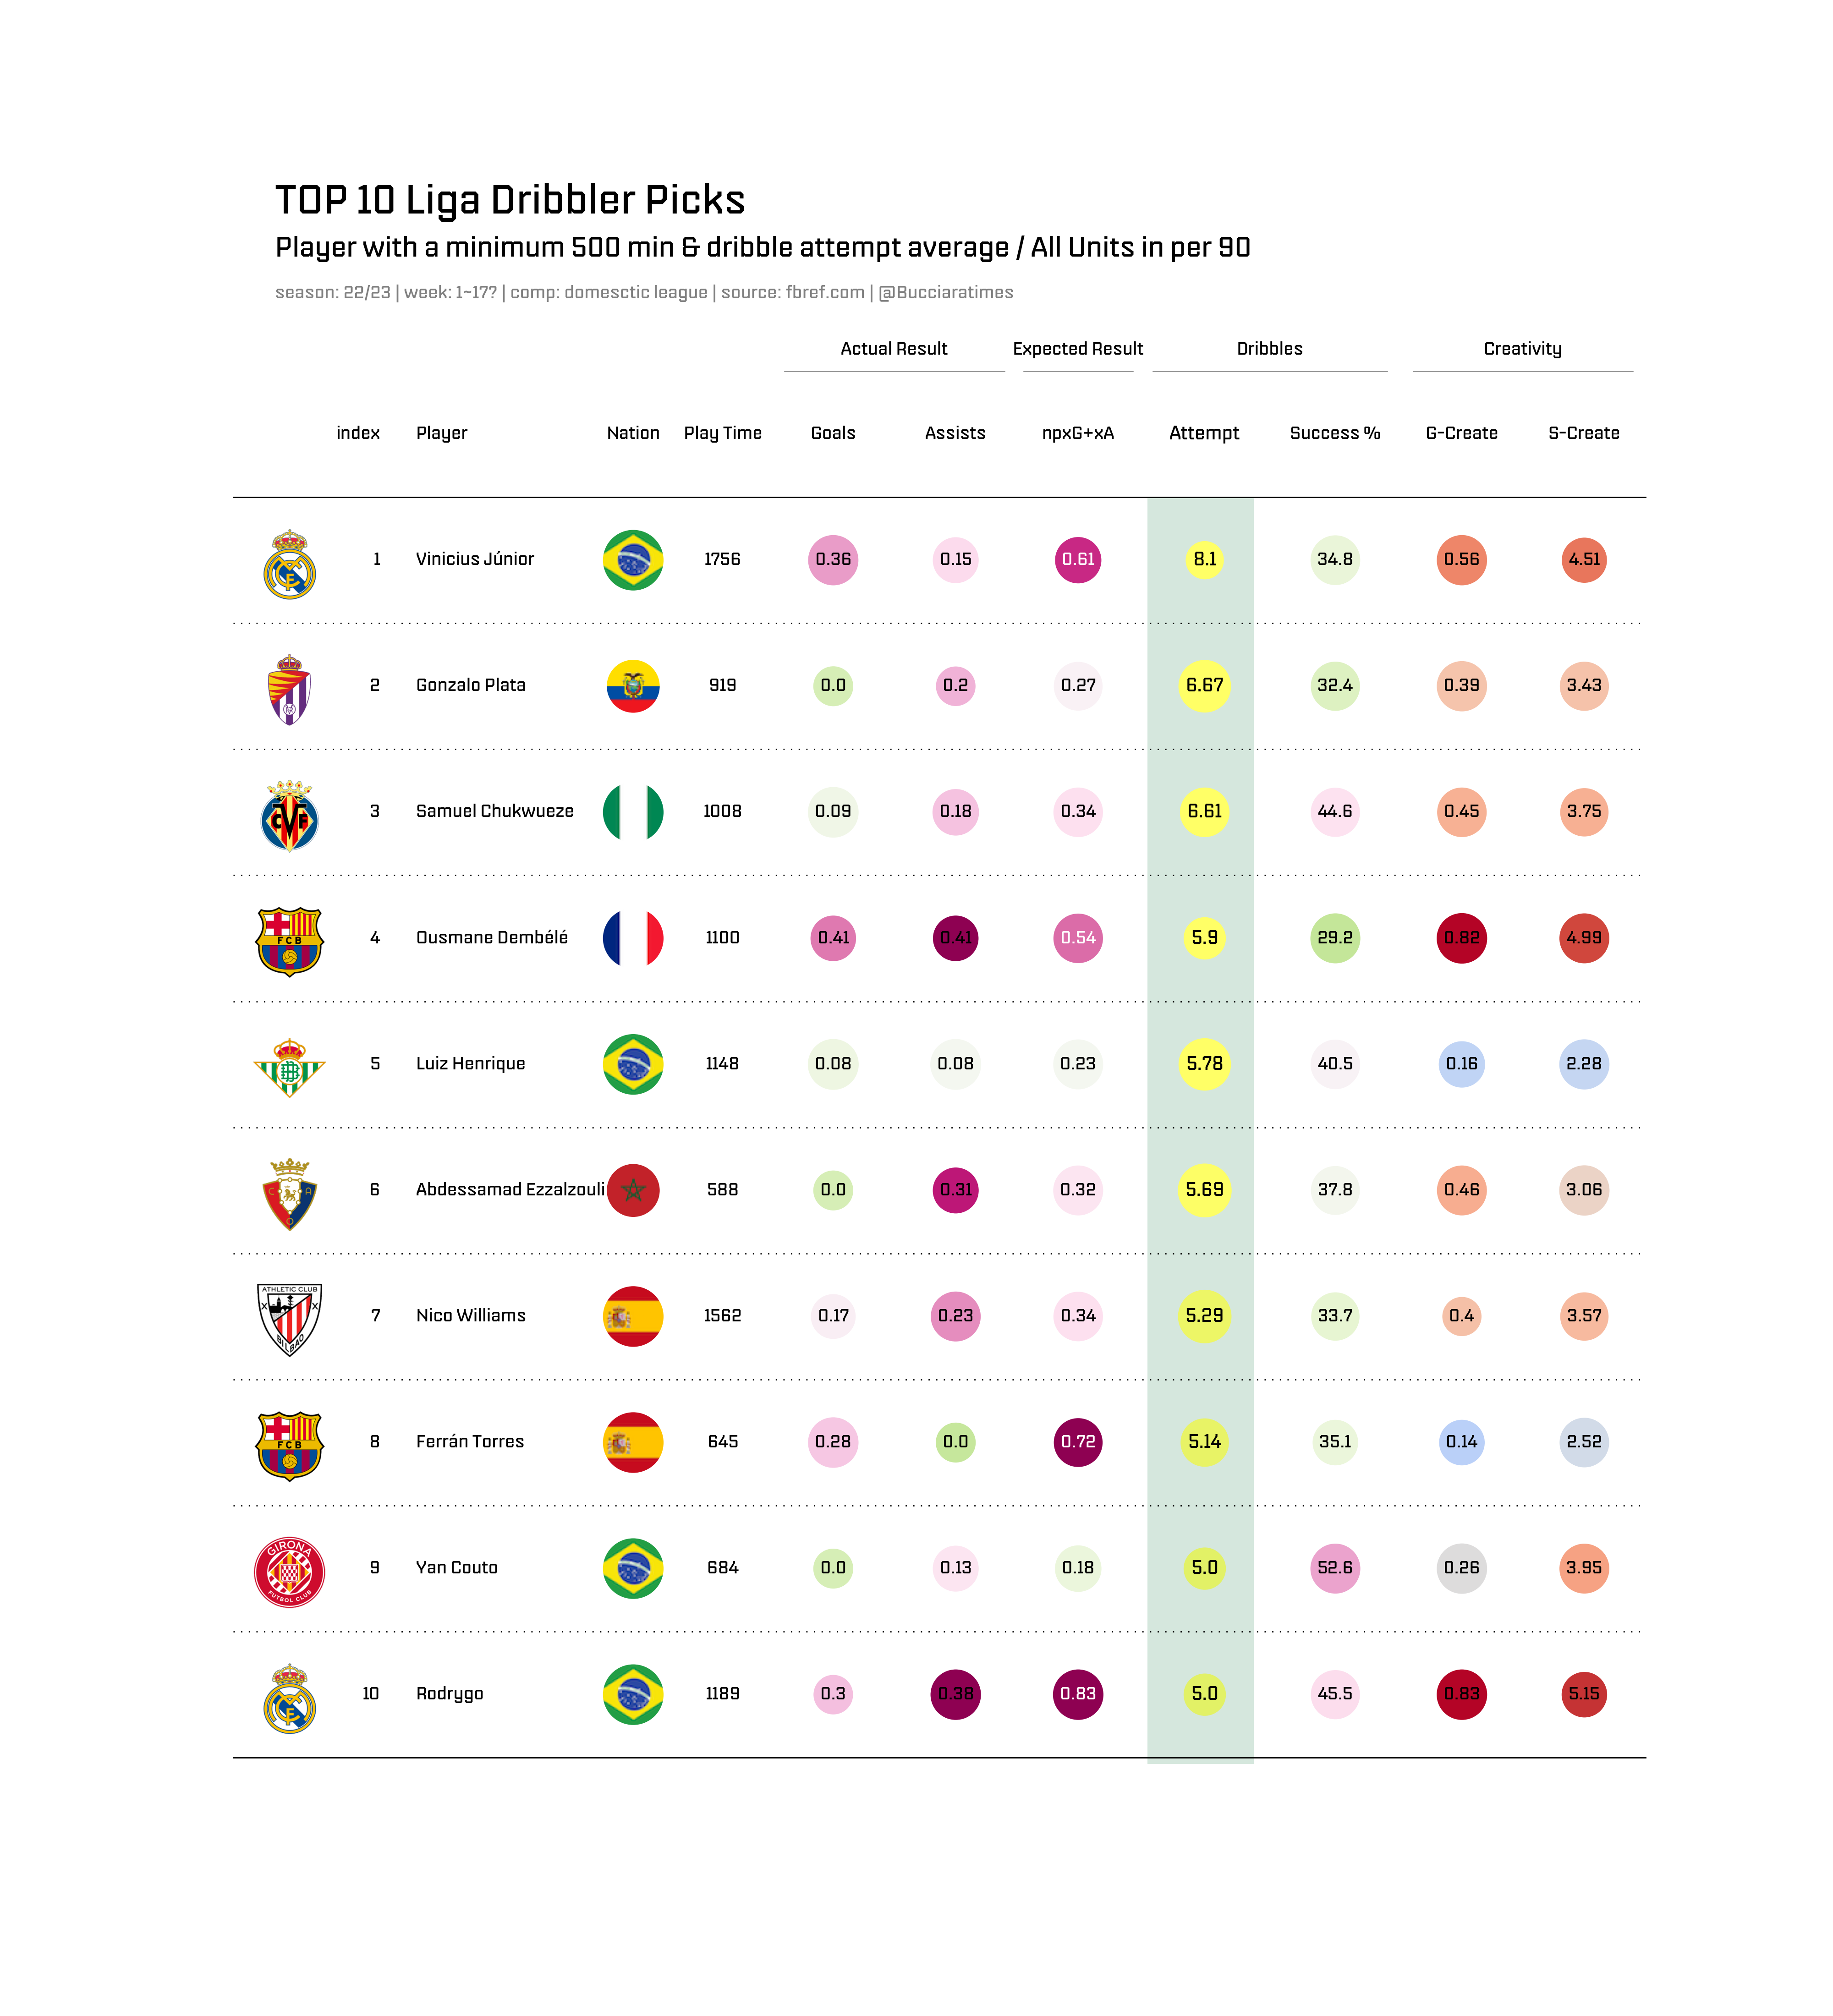 TOP 10 Liga Dribbler Picks
Player with a minimum 500 min & dribble attempt average / All Units in per 90
season: 22/23 | week: 1~17? | comp: domesctic league | source: fbref.com | @Bucciaratimes
Actual Result Expected Result Dribbles Creativity
index Player Nation Play Time Goals Assists npxG+xA Attempt Success % G-Create S-Create
1 Vinicius Júnior 1756 0.36 0.15 0.61 8.1 34.8 0.56 4.51
2 Gonzalo Plata 919 0.0 0.2 0.27 6.67 32.4 0.39 3.43
CVF 3 Samuel Chukwueze 1008 0.09 0.18 0.34 6.61 44.6 0.45 3.75
FCB 4 Ousmane Dembélé 1100 0.41 0.41 0.54 5.9 29.2 0.82 4.99
5 Luiz Henrique 1148 0.08 0.08 0.23 5.78 40.5 0.16 2.28
C A O 6 Abdessamad Ezzalzouli 588 0.0 0.31 0.32 5.69 37.8 0.46 3.06
ATHLETIC CLUB BILBAO 7 Nico Williams 1562 0.17 0.23 0.34 5.29 33.7 0.4 3.57
FCB 8 Ferrán Torres 645 0.28 0.0 0.72 5.14 35.1 0.14 2.52
GIRONA FUTBOL CLUB 9 Yan Couto 684 0.0 0.13 0.18 5.0 52.6 0.26 3.95
10 Rodrygo 1189 0.3 0.38 0.83 5.0 45.5 0.83 5.15